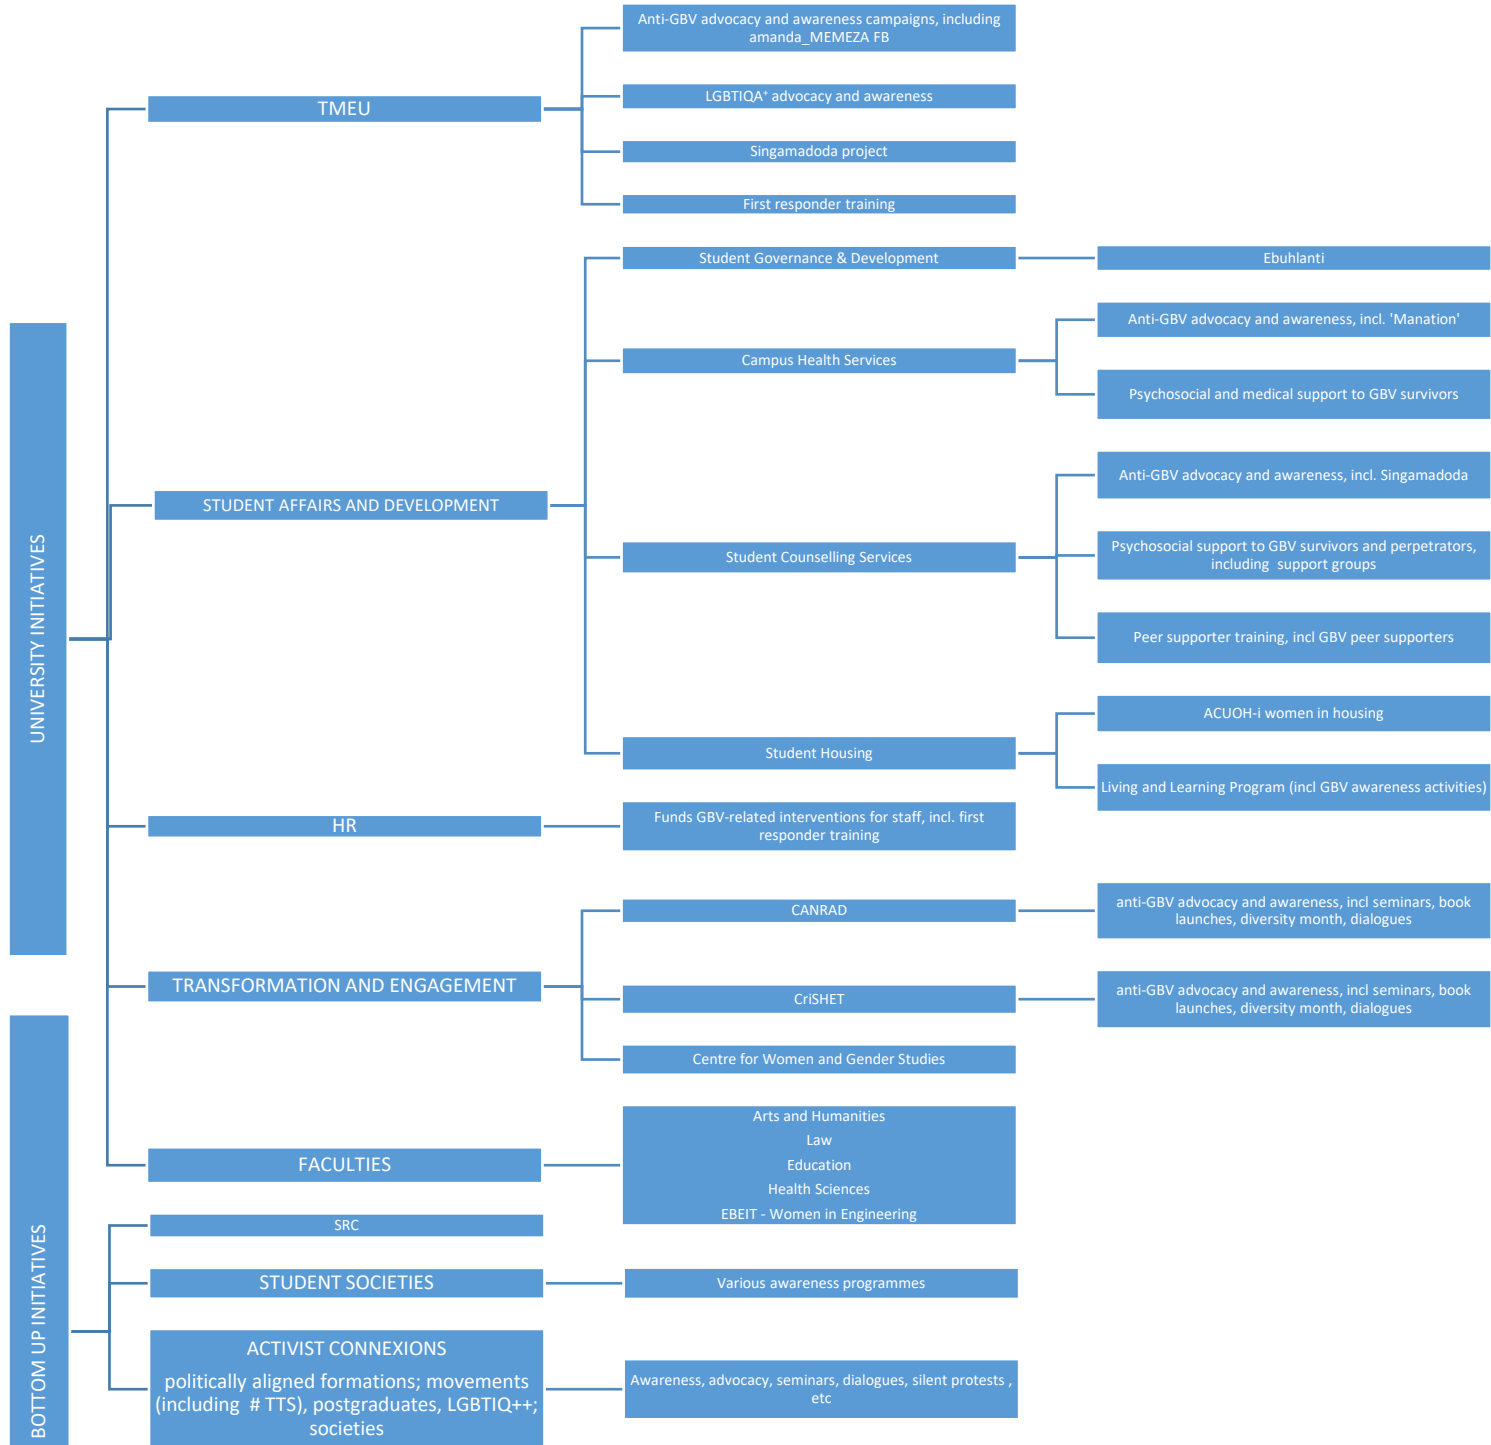 UNIVERSITY INITIATIVES
TMEU
Anti-GBV advocacy and awareness campaigns, including
amanda_MEMEZA FB
LGBTIQA⁺ advocacy and awareness
Singamadoda project
First responder training
STUDENT AFFAIRS AND DEVELOPMENT
Student Governance & Development
Ebuhlanti
Campus Health Services
Anti-GBV advocacy and awareness, incl. 'Manation'
Psychosocial and medical support to GBV survivors
Student Counselling Services
Anti-GBV advocacy and awareness, incl. Singamadoda
Psychosocial support to GBV survivors and perpetrators,
including support groups
Peer supporter training, incl GBV peer supporters
Student Housing
ACUOH-i women in housing
Living and Learning Program (incl GBV awareness activities)
HR
Funds GBV-related interventions for staff, incl. first
responder training
TRANSFORMATION AND ENGAGEMENT
CANRAD
anti-GBV advocacy and awareness, incl seminars, book
launches, diversity month, dialogues
CriSHET
anti-GBV advocacy and awareness, incl seminars, book
launches, diversity month, dialogues
Centre for Women and Gender Studies
FACULTIES
Arts and Humanities
Law
Education
Health Sciences
EBEIT - Women in Engineering
BOTTOM UP INITIATIVES
SRC
STUDENT SOCIETIES
Various awareness programmes
ACTIVIST CONNEXIONS
politically aligned formations; movements
(including # TTS), postgraduates, LGBTIQ++;
societies
Awareness, advocacy, seminars, dialogues, silent protests ,
etc